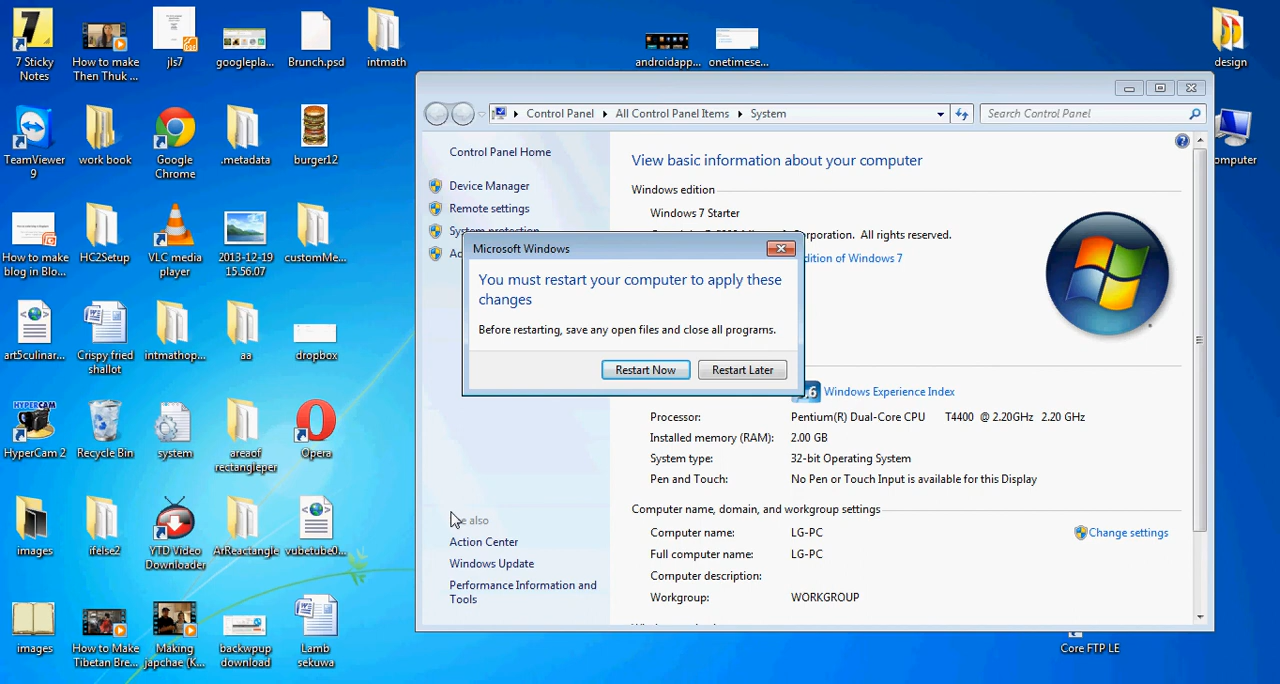 7 Sticky
Notes
How to make
Then Thuk ...
jls7
googlepla...
Brunch.psd
intmath
androidapp...
onetimese...
design
TeamViewer
9
work book
Google
Chrome
.metadata
burger12
omputer
How to make
blog in Blo...
HC2Setup
VLC media
player
2013-12-19
15.56.07
customMe...
art5culinar...
Crispy fried
shallot
intmathop...
aa
dropbox
HYPERCAM
HyperCam 2
Recycle Bin
system
areaof
rectangleper
Opera
images
ifelse2
YTD Video
Downloader
ArReactangle
vubetube0...
images
How to Make
Tibetan Bre...
Making
japchae (K...
backwpup
download
Lamb
sekuwa
Core FTP LE
Control Panel
All Control Panel Items
System
Search Control Panel
Control Panel Home
Device Manager
Remote settings
System protection
Ad
See also
Action Center
Windows Update
Performance Information and
Tools
View basic information about your computer
Windows edition
Windows 7 Starter
orporation. All rights reserved.
dition of Windows 7
Microsoft Windows
You must restart your computer to apply these
changes
Before restarting, save any open files and close all programs.
Restart Now
Restart Later
.6
Windows Experience Index
Processor:
Pentium(R) Dual-Core CPU T4400 @ 2.20GHz 2.20 GHz
Installed memory (RAM):
2.00 GB
System type:
32-bit Operating System
Pen and Touch:
No Pen or Touch Input is available for this Display
Computer name, domain, and workgroup settings
Computer name:
LG-PC
Change settings
Full computer name:
LG-PC
Computer description:
Workgroup:
WORKGROUP